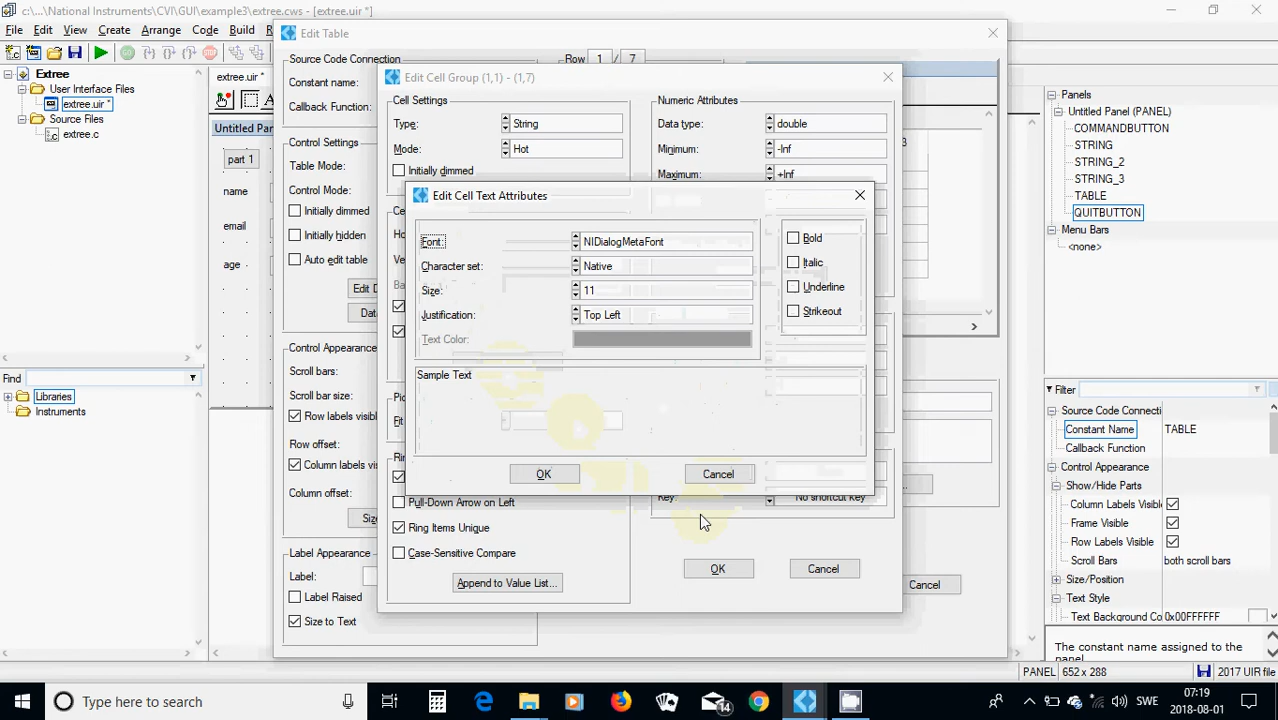 c:\...\National Instruments\CVI\GUI\example3\extree.cws - [extree.uir *]
File Edit View Create Arrange Code Build
Extree
User Interface Files
extree.uir *
Source Files
extree.c
Find
Libraries
Instruments
extree.uir *
Untitled Par
part 1
name
email
age
Edit Table
Source Code Connection
Constant name:
Callback Function:
Row 1 / 7
Control Settings
Table Mode:
Control Mode:
Initially dimmed
Initially hidden
Auto edit table
Control Appearance
Scroll bars:
Scroll bar size:
Row labels visible
Row offset:
Column labels vis
Column offset:
Label Appearance
Label:
Label Raised
Size to Text
Cancel
Edit Cell Group (1,1) - (1,7)
Cell Settings
Type: String
Mode: Hot
Initially dimmed
Numeric Attributes
Data type: double
Minimum: -Inf
Maximum: +Inf
Edit Cell Text Attributes
Font: NIDialogMetaFont
Character set: Native
Size: 11
Justification: Top Left
Text Color:
Bold
Italic
Underline
Strikeout
Sample Text
OK Cancel
Pull-Down Arrow on Left
Ring Items Unique
Case-Sensitive Compare
Append to Value List...
Key: No shortcut key
OK Cancel
Panels
Untitled Panel (PANEL)
COMMANDBUTTON
STRING
STRING_2
STRING_3
TABLE
QUITBUTTON
Menu Bars
<none>
Filter
Source Code Connecti
Constant Name TABLE
Callback Function
Control Appearance
Show/Hide Parts
Column Labels Visibl
Frame Visible
Row Labels Visible
Scroll Bars both scroll bars
Size/Position
Text Style
Text Background Co 0x00FFFFFF
The constant name assigned to the
panel
PANEL 652 x 288 2017 UIR file
Type here to search
14
SWE
07:19
2018-08-01